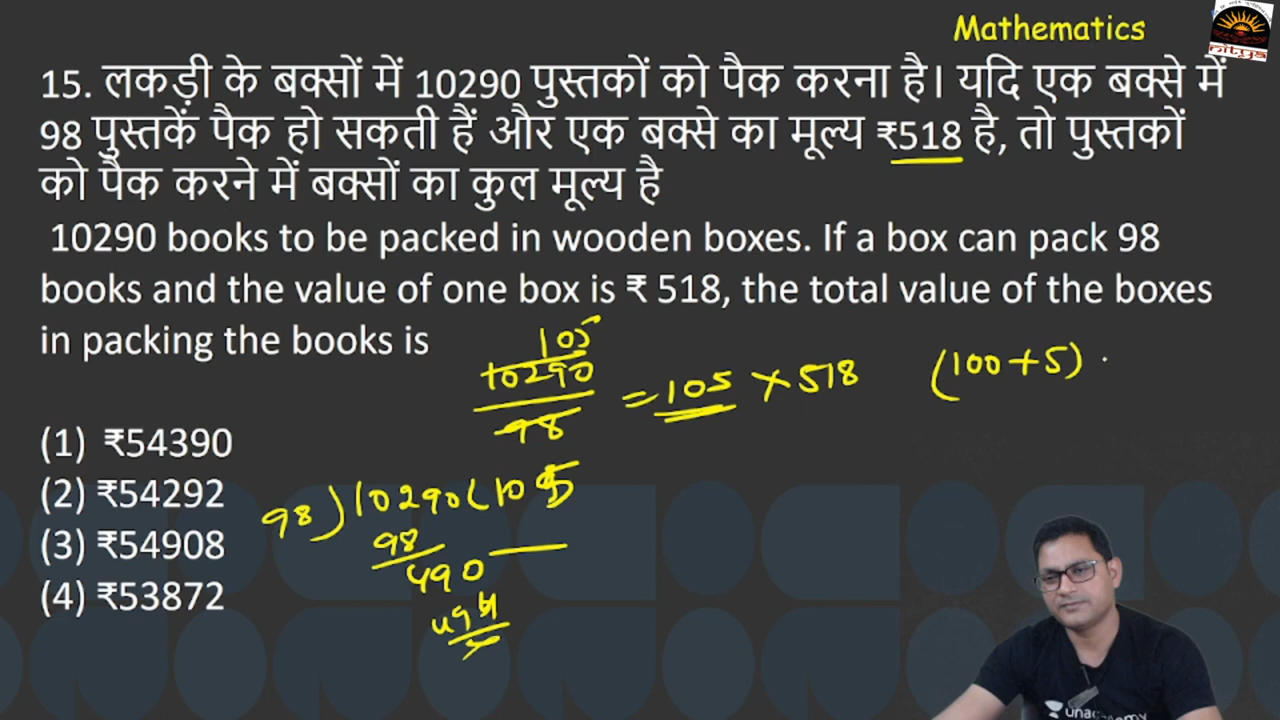 Mathematics
nitya
15. लकड़ी के बक्सों में 10290 पुस्तकों को पैक करना है। यदि एक बक्से में
98 पुस्तकें पैक हो सकती हैं और एक बक्से का मूल्य ₹518 है, तो पुस्तकों
को पैक करने में बक्सों का कुल मूल्य है
10290 books to be packed in wooden boxes. If a box can pack 98
books and the value of one box is ₹ 518, the total value of the boxes
in packing the books is
105
10290
98
= 105 × 518 (100+5)
(1) ₹54390
(2) ₹54292
(3) ₹54908
(4) ₹53872
98) 10290 (105
98
490
unacademy